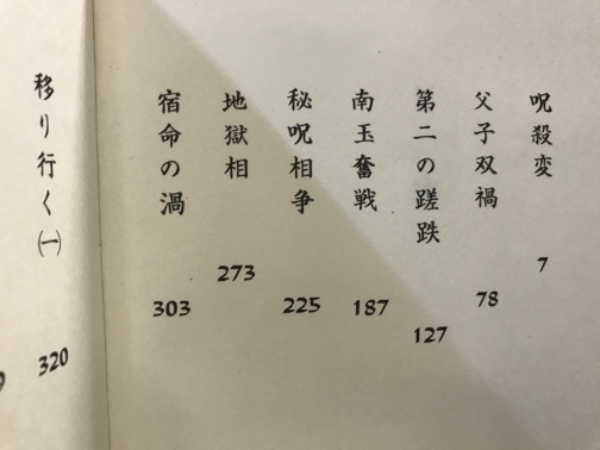 呪殺変 7
父子双禍 78
第二の蹉跌 127
南玉奮戦 187
秘呪相争 225
地獄相 273
宿命の渦 303
移り行く(一) 320